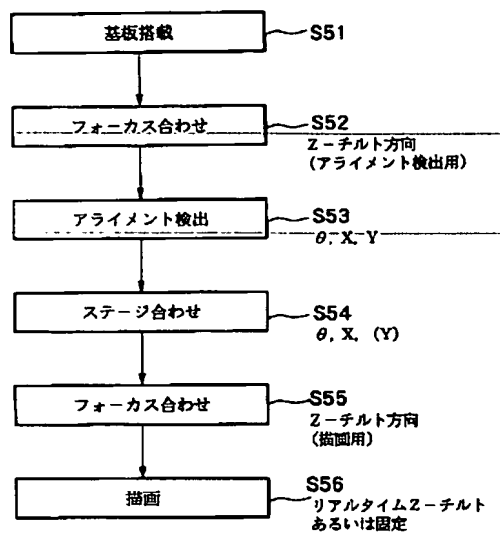 基板搭載
S51
フォーカス合わせ
S52
Z－チルト方向
(アライメント検出用)
アライメント検出
S53
θ, X, Y
ステージ合わせ
S54
θ, X, (Y)
フォーカス合わせ
S55
Z－チルト方向
(描画用)
描画
S56
リアルタイムZ－チルト
あるいは固定